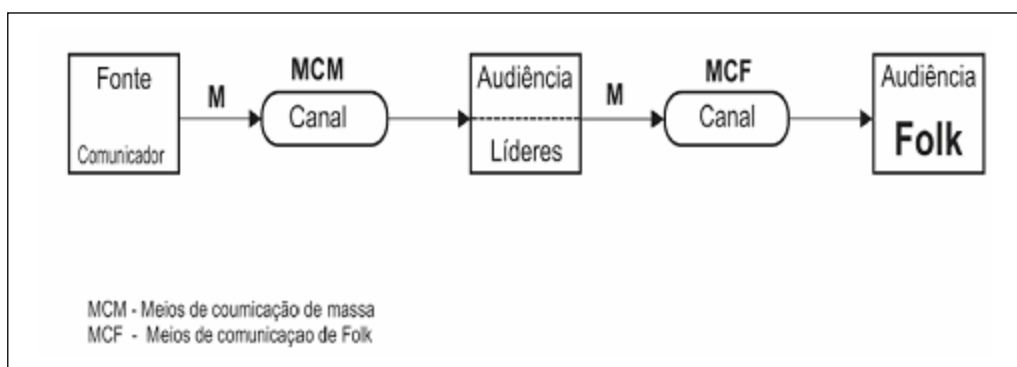 Fonte
Comunicador
M
MCM
Canal
Audiência
Líderes
M
MCF
Canal
Audiência
Folk
MCM - Meios de coumicação de massa
MCF - Meios de comunicaçao de Folk